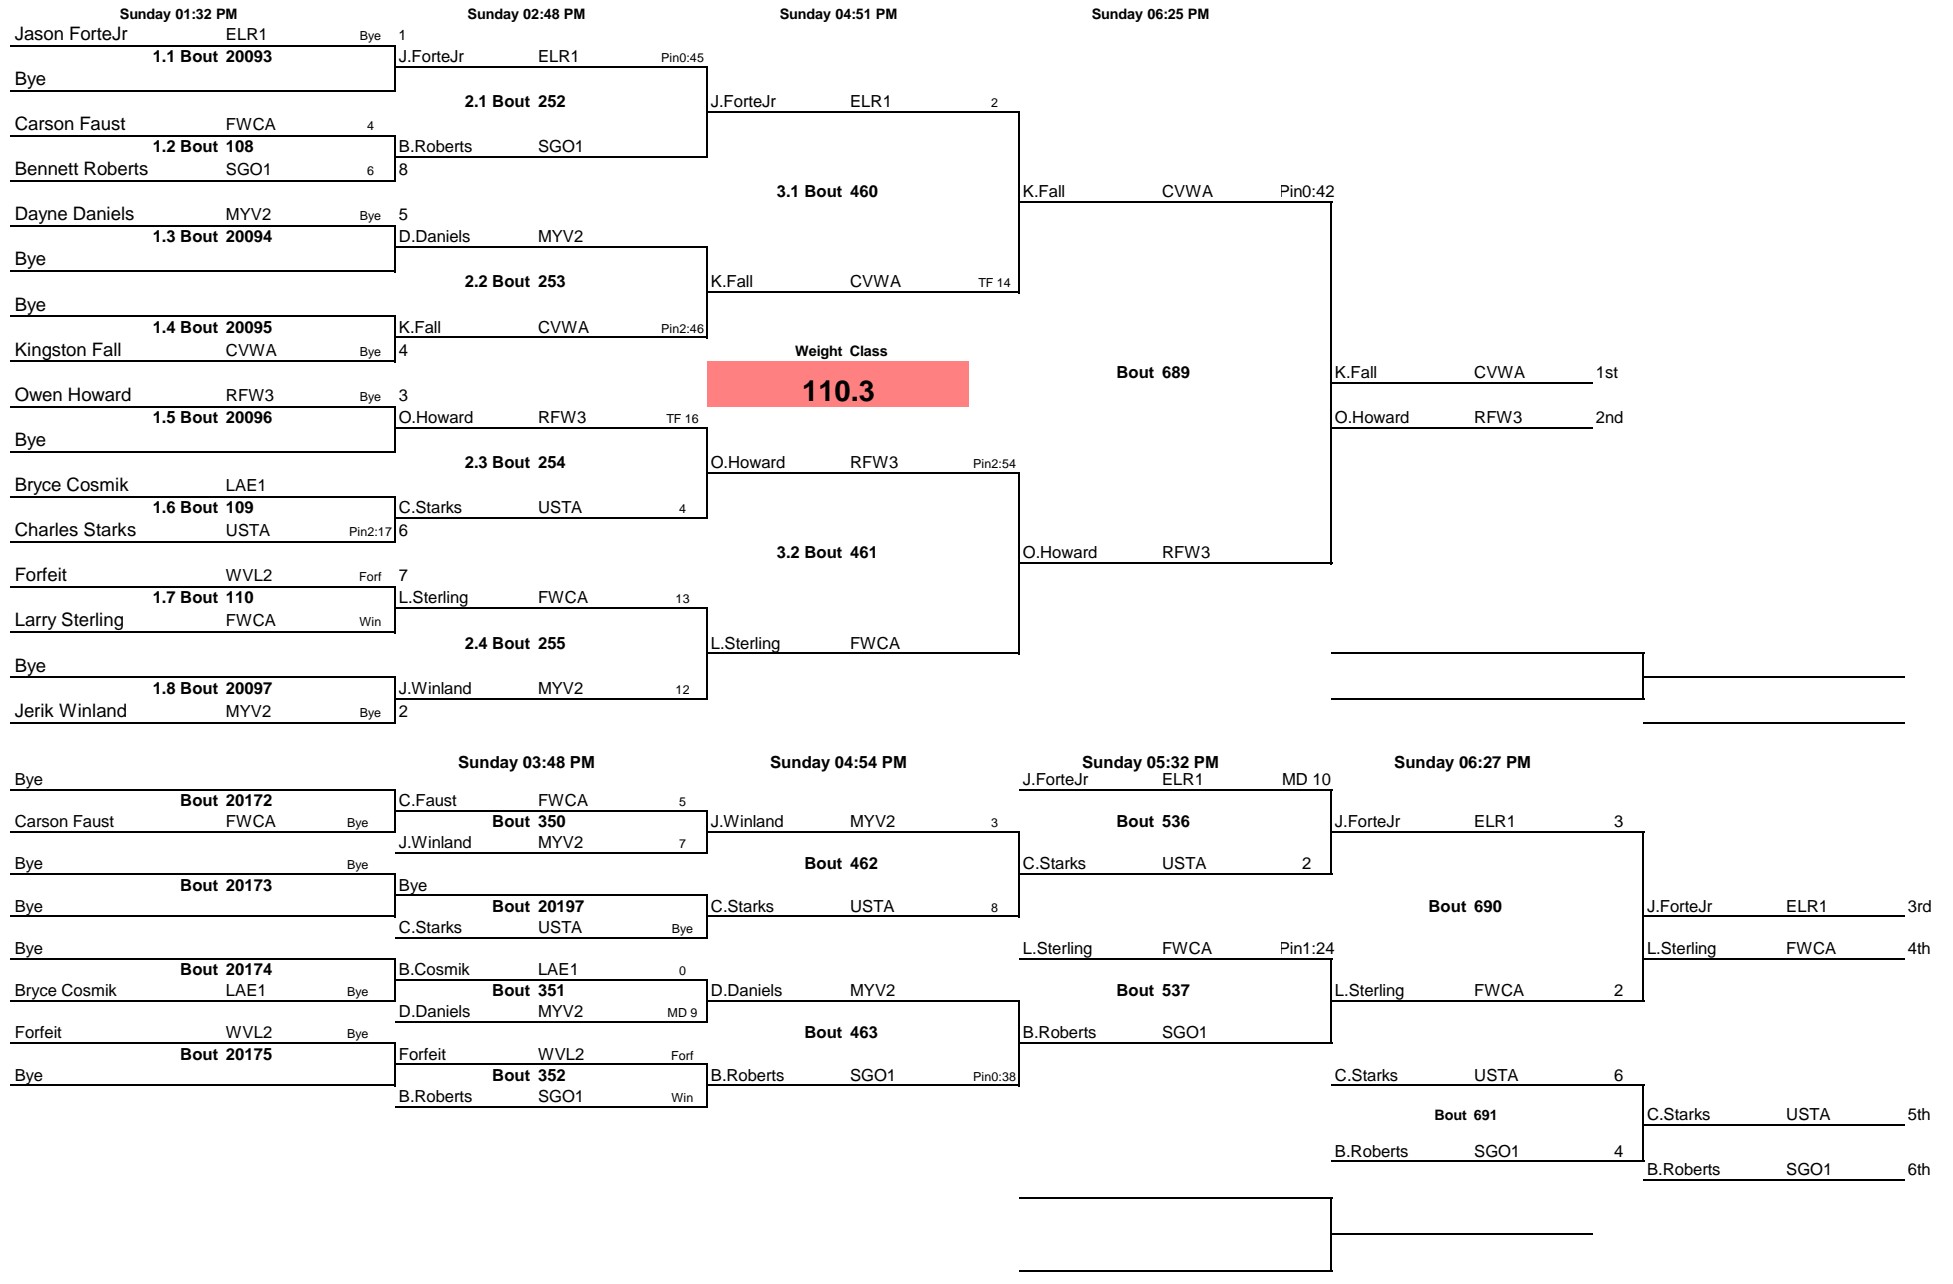 Sunday 01:32 PM Sunday 02:48 PM Sunday 04:51 PM Sunday 06:25 PM
Jason ForteJr ELR1 Bye 1
1.1 Bout 20093 J.ForteJr ELR1 Pin0:45
Bye
2.1 Bout 252 J.ForteJr ELR1 2
Carson Faust FWCA 4
1.2 Bout 108 B.Roberts SGO1
Bennett Roberts SGO1 6 8
3.1 Bout 460 K.Fall CVWA Pin0:42
Dayne Daniels MYV2 Bye 5
1.3 Bout 20094 D.Daniels MYV2
Bye
2.2 Bout 253 K.Fall CVWA TF 14
Bye
1.4 Bout 20095 K.Fall CVWA Pin2:46
Kingston Fall CVWA Bye 4 Weight Class
Bout 689 K.Fall CVWA 1st
Owen Howard RFW3 Bye 3 110.3
1.5 Bout 20096 O.Howard RFW3 TF 16 O.Howard RFW3 2nd
Bye
2.3 Bout 254 O.Howard RFW3 Pin2:54
Bryce Cosmik LAE1
1.6 Bout 109 C.Starks USTA 4
Charles Starks USTA Pin2:17 6
3.2 Bout 461 O.Howard RFW3
Forfeit WVL2 Forf 7
1.7 Bout 110 L.Sterling FWCA 13
Larry Sterling FWCA Win
2.4 Bout 255 L.Sterling FWCA
Bye
1.8 Bout 20097 J.Winland MYV2 12
Jerik Winland MYV2 Bye 2
Sunday 03:48 PM Sunday 04:54 PM Sunday 05:32 PM Sunday 06:27 PM
Bye J.ForteJr ELR1 MD 10
Bout 20172 C.Faust FWCA 5
Carson Faust FWCA Bye Bout 350 J.Winland MYV2 3 Bout 536 J.ForteJr ELR1 3
J.Winland MYV2 7
Bye Bye Bout 462 C.Starks USTA 2
Bout 20173 Bye
Bye Bout 20197 C.Starks USTA 8 Bout 690 J.ForteJr ELR1 3rd
C.Starks USTA Bye
Bye L.Sterling FWCA Pin1:24 L.Sterling FWCA 4th
Bout 20174 B.Cosmik LAE1 0
Bryce Cosmik LAE1 Bye Bout 351 D.Daniels MYV2 Bout 537 L.Sterling FWCA 2
D.Daniels MYV2 MD 9
Forfeit WVL2 Bye Bout 463 B.Roberts SGO1
Bout 20175 Forfeit WVL2 Forf
Bye Bout 352 B.Roberts SGO1 Pin0:38 C.Starks USTA 6
B.Roberts SGO1 Win
Bout 691 C.Starks USTA 5th
B.Roberts SGO1 4
B.Roberts SGO1 6th